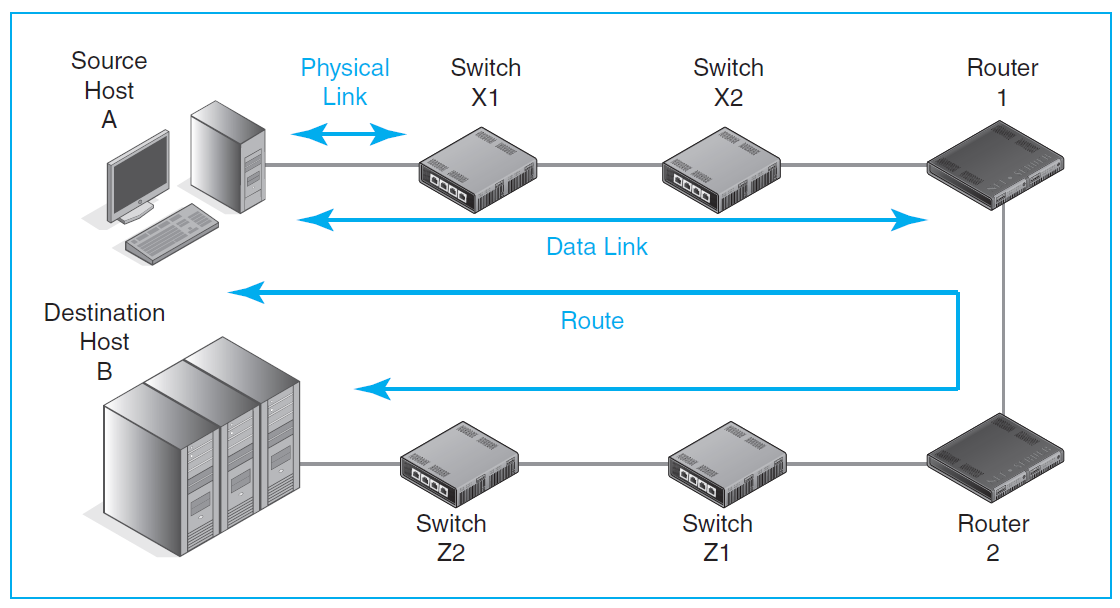 Source
Host
A
Physical
Link
Switch
X1
Switch
X2
Router
1
Data Link
Route
Destination
Host
B
Switch
Z2
Switch
Z1
Router
2